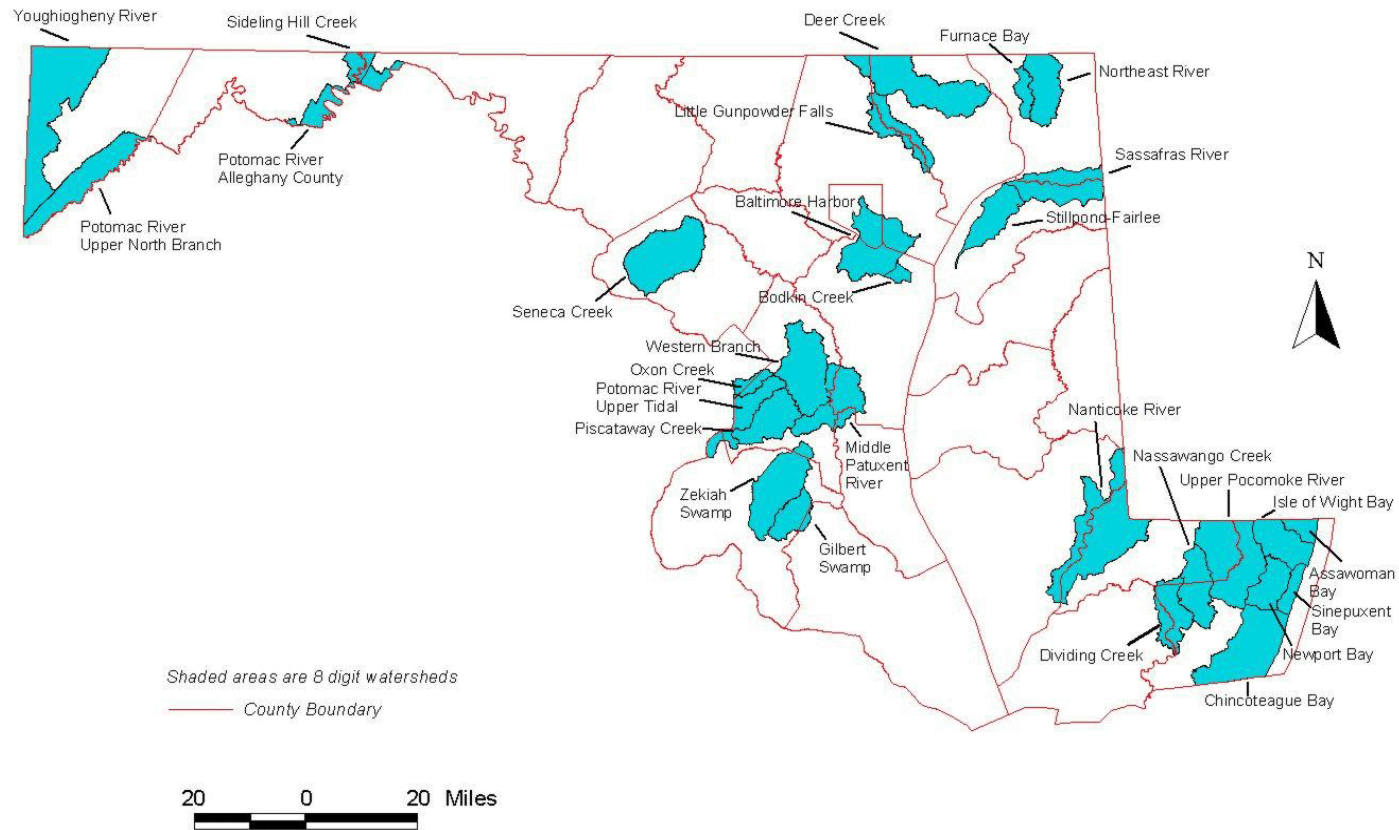 Youghiogheny River
Sideling Hill Creek
Deer Creek
Furnace Bay
Northeast River
Little Gunpowder Falls
Potomac River
Alleghany County
Sassafras River
Baltimore Harbor
Stillpond-Fairlee
Potomac River
Upper North Branch
N
Bodkin Creek
Seneca Creek
Western Branch
Oxon Creek
Potomac River
Upper Tidal
Piscataway Creek
Nanticoke River
Middle
Patuxent
River
Nassawango Creek
Upper Pocomoke River
Isle of Wight Bay
Zekiah
Swamp
Gilbert
Swamp
Assawoman
Bay
Sinepuxent
Bay
Dividing Creek
Newport Bay
Chincoteague Bay
Shaded areas are 8 digit watersheds
County Boundary
20 0 20 Miles